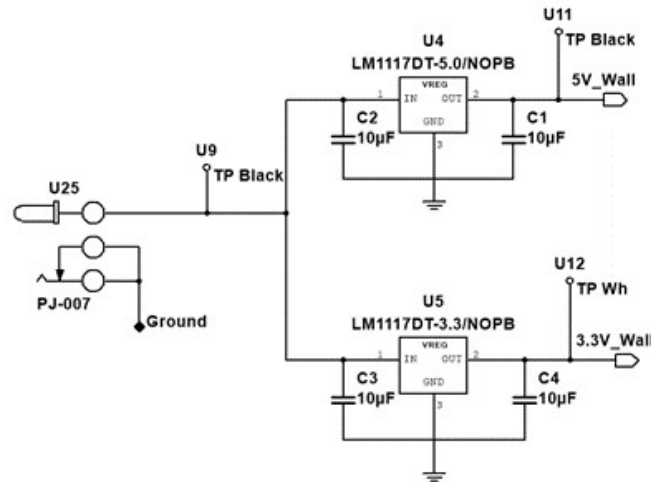 U11
TP Black
U4
LM1117DT-5.0/NOPB
VREG
1
IN
OUT
2
GND
3
5V_Wall
C2
10µF
C1
10µF
U9
TP Black
U25
PJ-007
Ground
U12
TP Wh
U5
LM1117DT-3.3/NOPB
VREG
1
IN
OUT
2
GND
3
3.3V_Wall
C3
10µF
C4
10µF